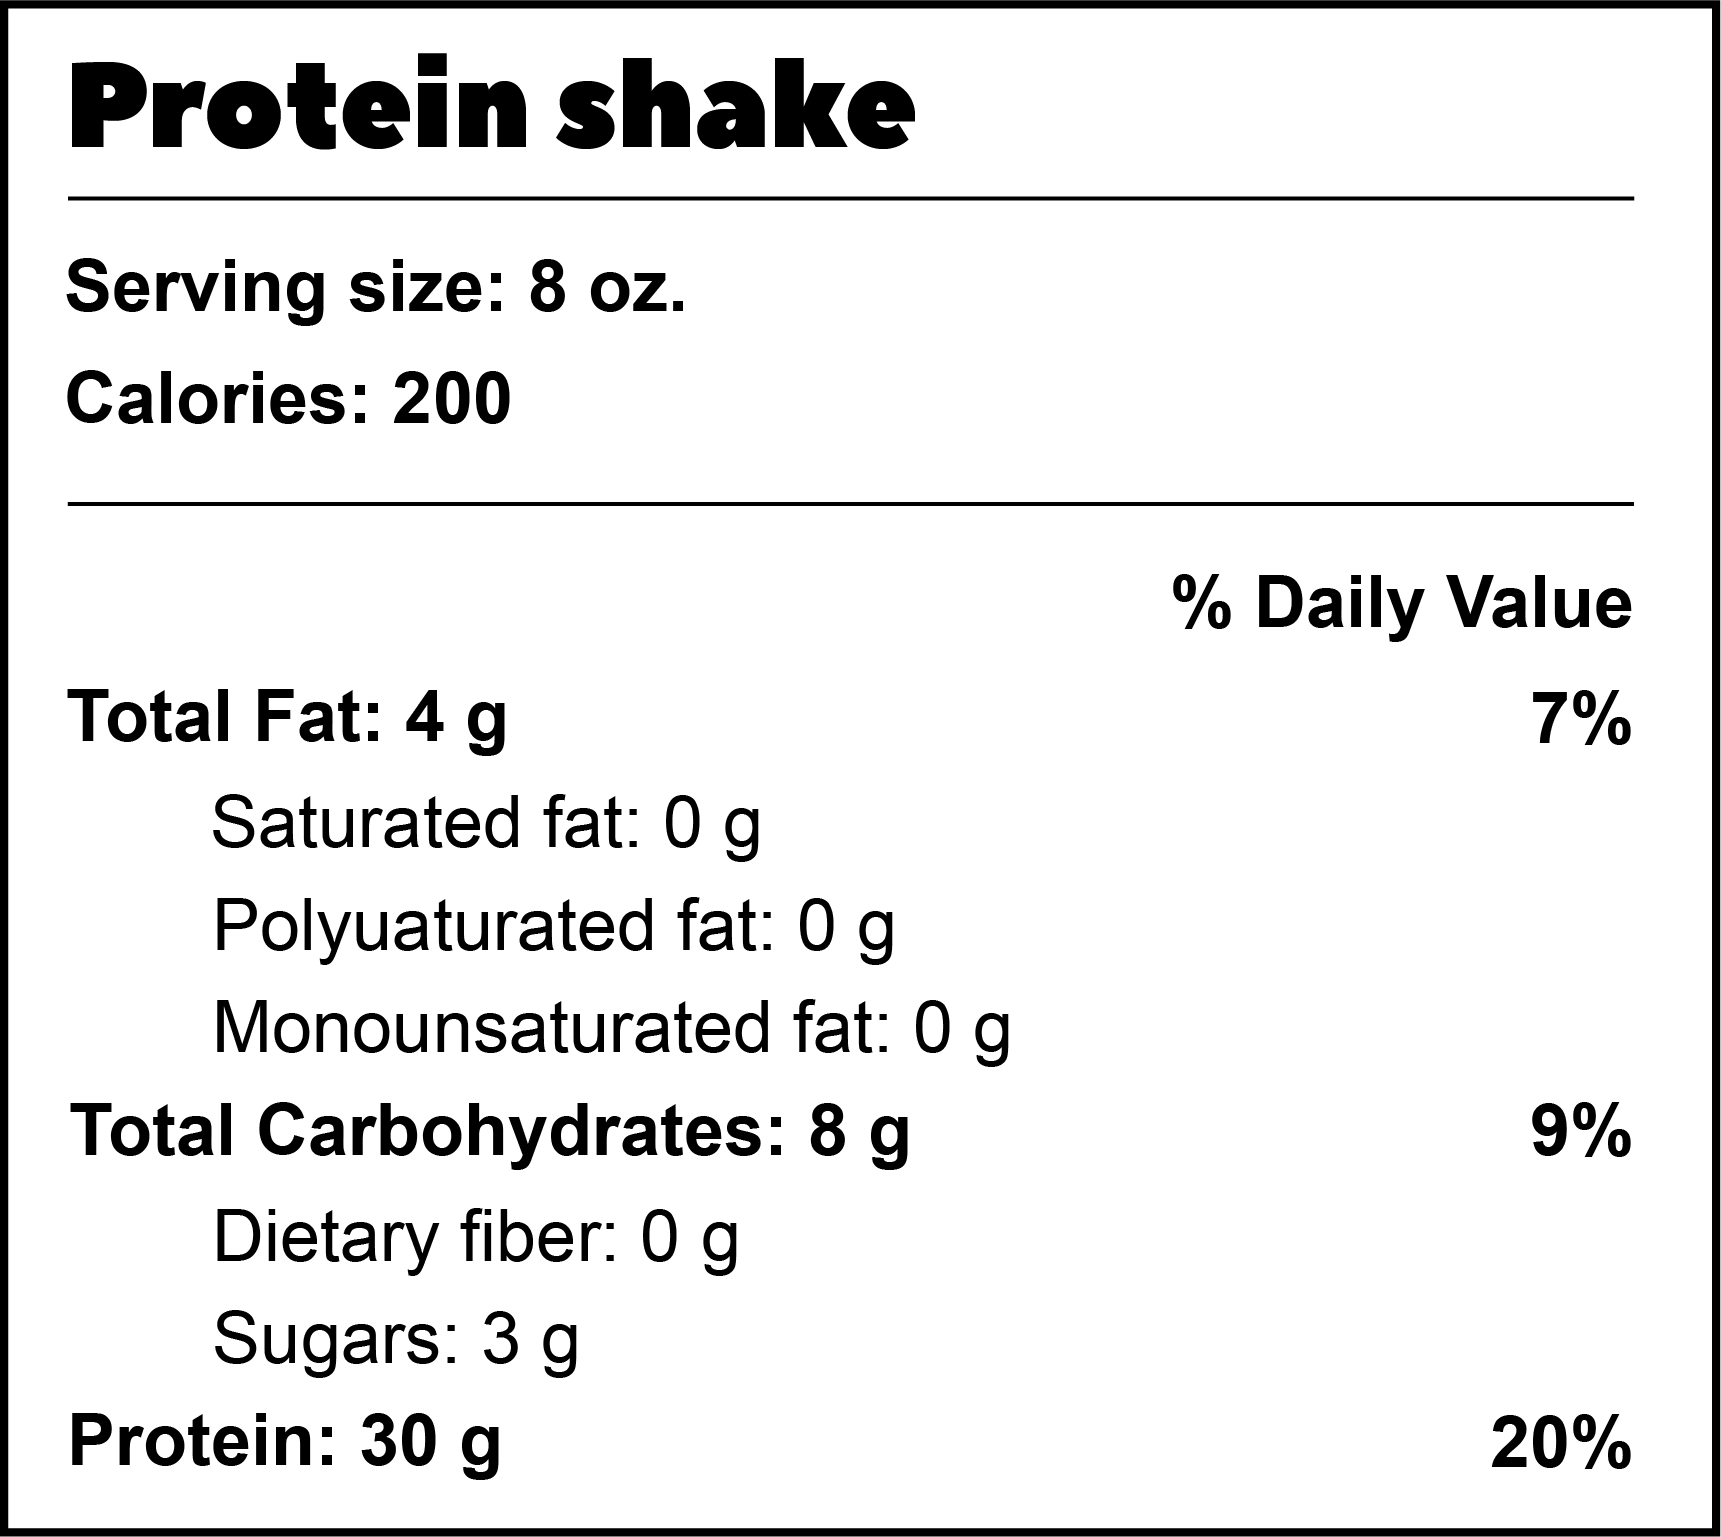 Protein shake
Serving size: 8 oz.
Calories: 200
% Daily Value
Total Fat: 4 g 7%
Saturated fat: 0 g
Polyuaturated fat: 0 g
Monounsaturated fat: 0 g
Total Carbohydrates: 8 g 9%
Dietary fiber: 0 g
Sugars: 3 g
Protein: 30 g 20%